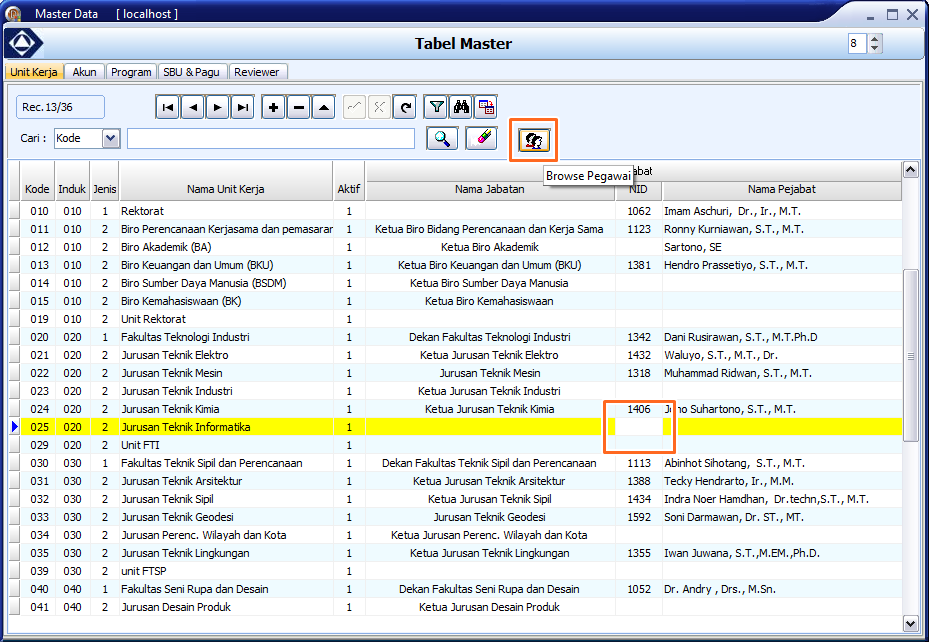 Master Data [ localhost ]
Tabel Master
8
Unit Kerja Akun Program SBU & Pagu Reviewer
Rec. 13/36
Cari : Kode
Browse Pegawai
Kode Induk Jenis Nama Unit Kerja Aktif Nama Jabatan NID Nama Pejabat
010 010 1 Rektorat 1 1062 Imam Aschuri, Dr., Ir., M.T.
011 010 2 Biro Perencanaan Kerjasama dan pemasarar 1 Ketua Biro Bidang Perencanaan dan Kerja Sama 1123 Ronny Kurniawan, S.T., M.T.
012 010 2 Biro Akademik (BA) 1 Ketua Biro Akademik Sartono, SE
013 010 2 Biro Keuangan dan Umum (BKU) 1 Ketua Biro Keuangan dan Umum (BKU) 1381 Hendro Prassetiyo, S.T., M.T.
014 010 2 Biro Sumber Daya Manusia (BSDM) 1 Ketua Biro Sumber Daya Manusia
015 010 2 Biro Kemahasiswaan (BK) 1 Ketua Biro Kemahasiswaan
019 010 2 Unit Rektorat 1
020 020 1 Fakultas Teknologi Industri 1 Dekan Fakultas Teknologi Industri 1342 Dani Rusirawan, S.T., M.T.Ph.D
021 020 2 Jurusan Teknik Elektro 1 Ketua Jurusan Teknik Elektro 1432 Waluyo, S.T., M.T., Dr.
022 020 2 Jurusan Teknik Mesin 1 Jurusan Teknik Mesin 1318 Muhammad Ridwan, S.T., M.T.
023 020 2 Jurusan Teknik Industri 1 Ketua Jurusan Teknik Industri
024 020 2 Jurusan Teknik Kimia 1 Ketua Jurusan Teknik Kimia 1406 Suhartono, S.T., M.T.
025 020 2 Jurusan Teknik Informatika 1
029 020 2 Unit FTI 1
030 030 1 Fakultas Teknik Sipil dan Perencanaan 1 Dekan Fakultas Teknik Sipil dan Perencanaan 1113 Abinhot Sihotang, S.T., M.T.
031 030 2 Jurusan Teknik Arsitektur 1 Ketua Jurusan Teknik Arsitektur 1388 Tecky Hendrarto, Ir., M.M.
032 030 2 Jurusan Teknik Sipil 1 Ketua Jurusan Teknik Sipil 1434 Indra Noer Hamdhan, Dr.techn,S.T., M.T.
033 030 2 Jurusan Teknik Geodesi 1 Jurusan Teknik Geodesi 1592 Soni Darmawan, Dr. ST., MT.
034 030 2 Jurusan Perenc. Wilayah dan Kota 1 Ketua Jurusan Perenc. Wilayah dan Kota
035 030 2 Jurusan Teknik Lingkungan 1 Ketua Jurusan Teknik Lingkungan 1355 Iwan Juwana, S.T.,M.EM.,Ph.D.
039 030 2 unit FTSP 1
040 040 1 Fakultas Seni Rupa dan Desain 1 Dekan Fakultas Seni Rupa dan Desain 1052 Dr. Andry , Drs., M.Sn.
041 040 2 Jurusan Desain Produk 1 Ketua Jurusan Desain Produk